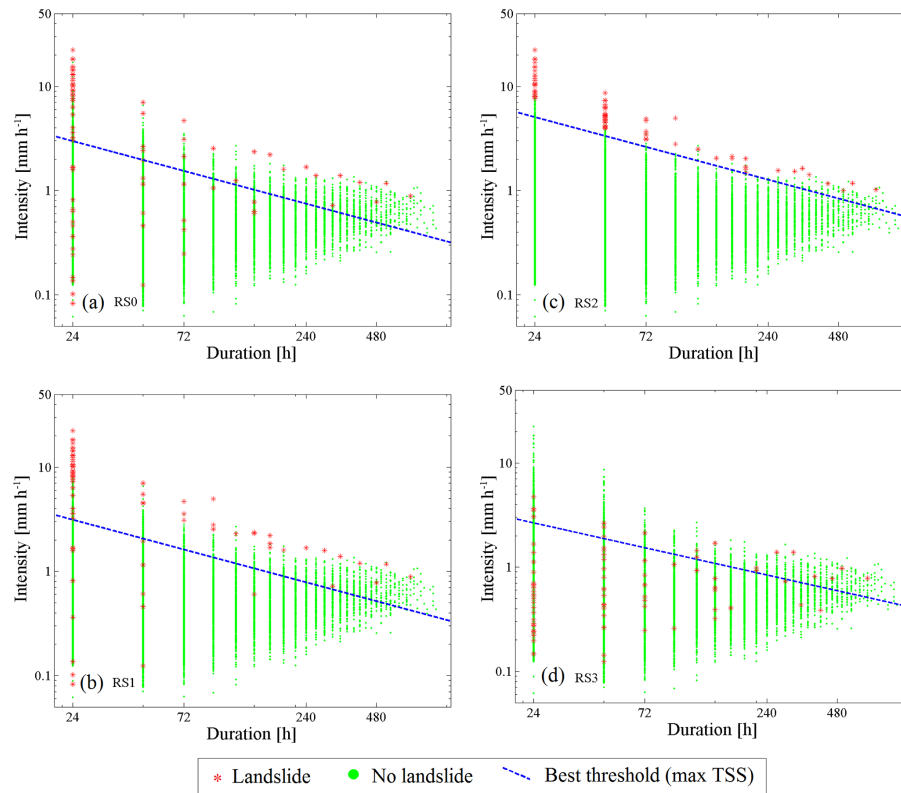 (a)
50
10
1
0.1
Intensity [mm h⁻¹]
(a) RS0
24 72 240 480
Duration [h]
50
10
1
0.1
Intensity [mm h⁻¹]
(c) RS2
24 72 240 480
Duration [h]
50
10
1
0.1
Intensity [mm h⁻¹]
(b) RS1
24 72 240 480
Duration [h]
50
10
1
0.1
Intensity [mm h⁻¹]
(d) RS3
24 72 240 480
Duration [h]
* Landslide No landslide Best threshold (max TSS)